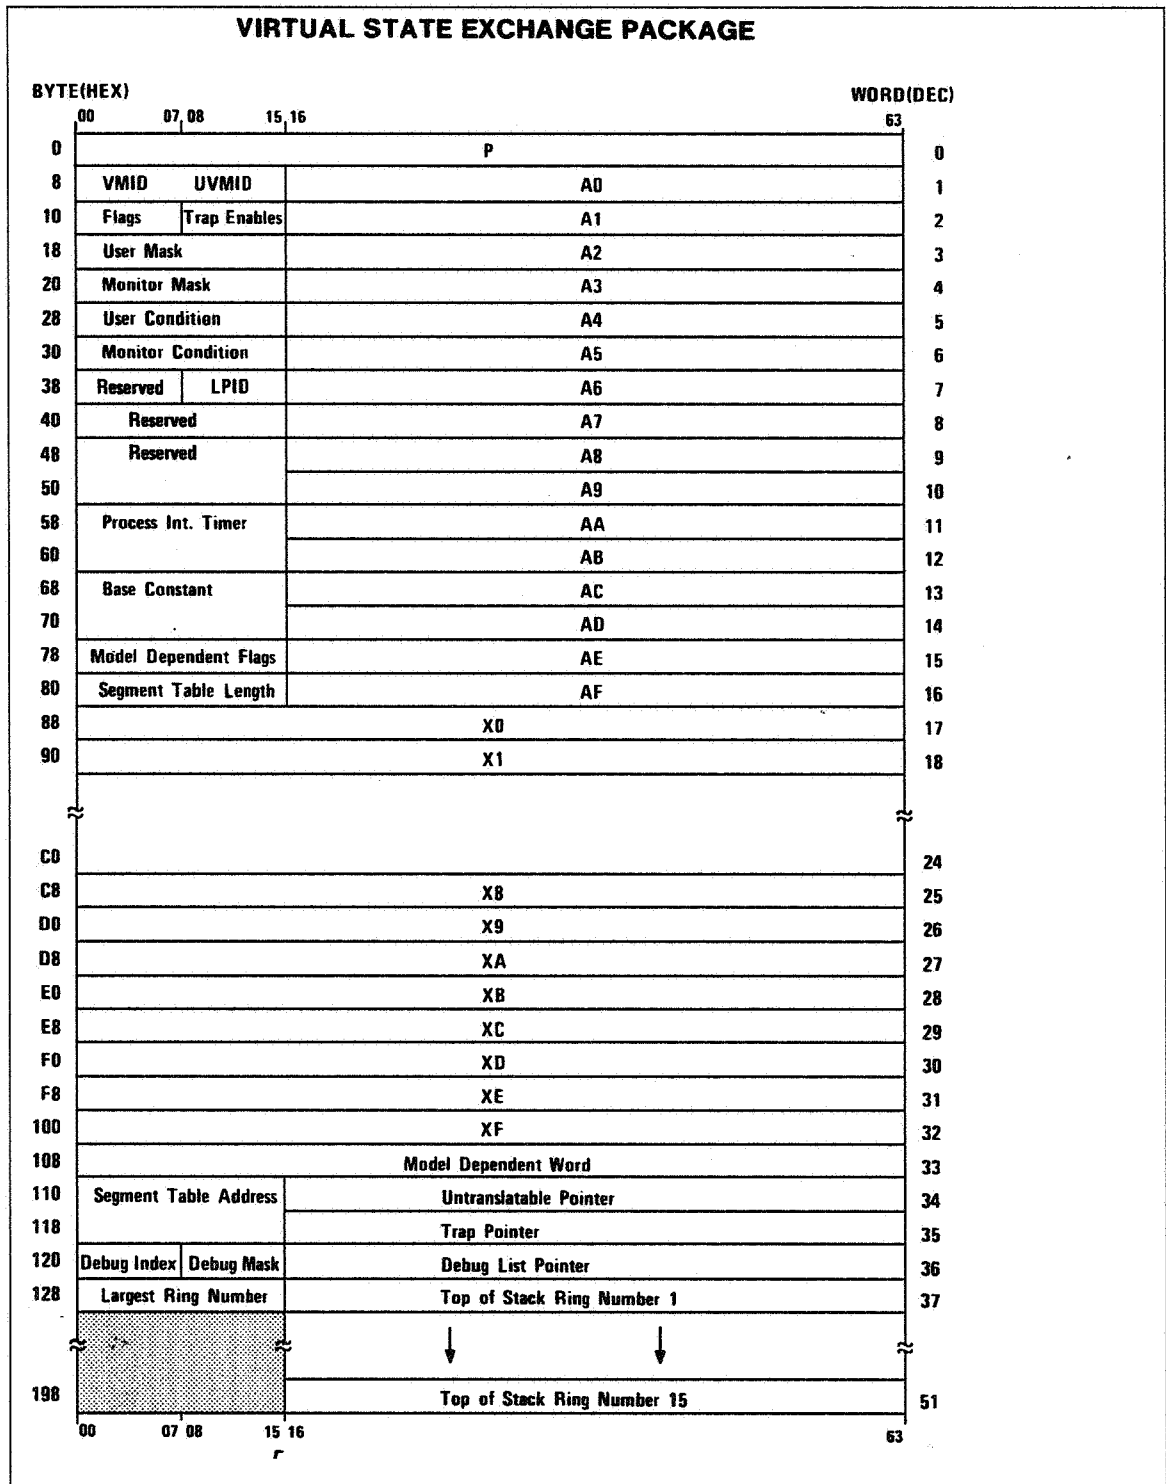 VIRTUAL STATE EXCHANGE PACKAGE
BYTE(HEX) WORD(DEC)
00 07 08 15 16 63
0 P 0
8 VMID UVMID A0 1
10 Flags Trap Enables A1 2
18 User Mask A2 3
20 Monitor Mask A3 4
28 User Condition A4 5
30 Monitor Condition A5 6
38 Reserved LPID A6 7
40 Reserved A7 8
48 Reserved A8 9
50 A9 10
58 Process Int. Timer AA 11
60 AB 12
68 Base Constant AC 13
70 AD 14
78 Model Dependent Flags AE 15
80 Segment Table Length AF 16
88 X0 17
90 X1 18
C0 24
C8 X8 25
D0 X9 26
D8 XA 27
E0 XB 28
E8 XC 29
F0 XD 30
F8 XE 31
100 XF 32
108 Model Dependent Word 33
110 Segment Table Address Untranslatable Pointer 34
118 Trap Pointer 35
120 Debug Index Debug Mask Debug List Pointer 36
128 Largest Ring Number Top of Stack Ring Number 1 37
198 Top of Stack Ring Number 15 51
00 07 08 15 16 63
r